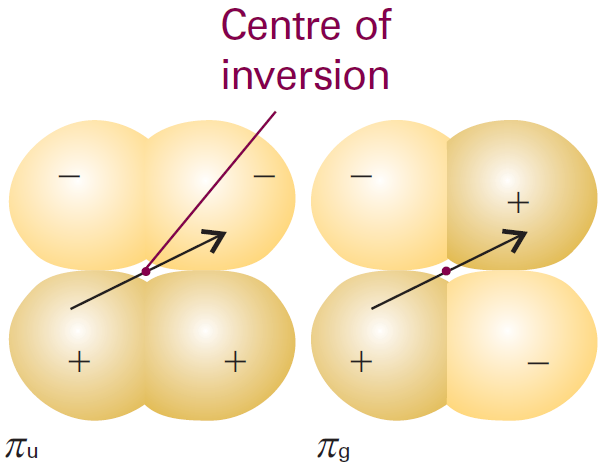 Centre of
inversion
− − − +
+ + + −
πu πg